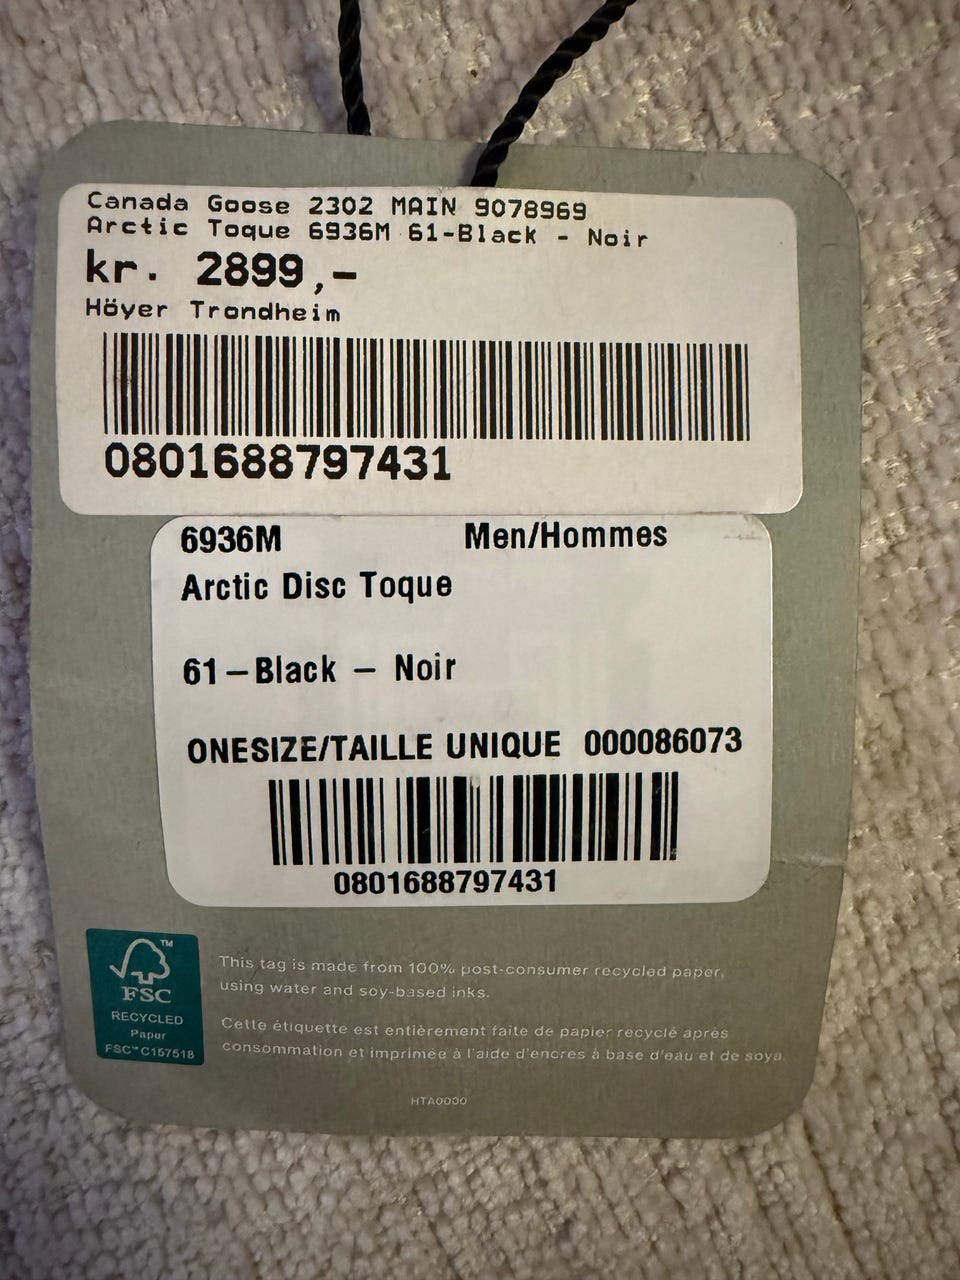 Canada Goose 2302 MAIN 9078969
Arctic Toque 6936M 61-Black - Noir
kr. 2899,-
Höyer Trondheim
0801688797431
6936M Men/Hommes
Arctic Disc Toque
61-Black - Noir
ONESIZE/TAILLE UNIQUE 000086073
0801688797431
TM
FSC
RECYCLED
Paper
FSC™ C157518
This tag is made from 100% post-consumer recycled paper,
using water and soy-based inks.
Cette étiquette est entièrement faite de papier recyclé après
consommation et imprimée à l'aide d'encres à base d'eau et de soya.
HTA0000